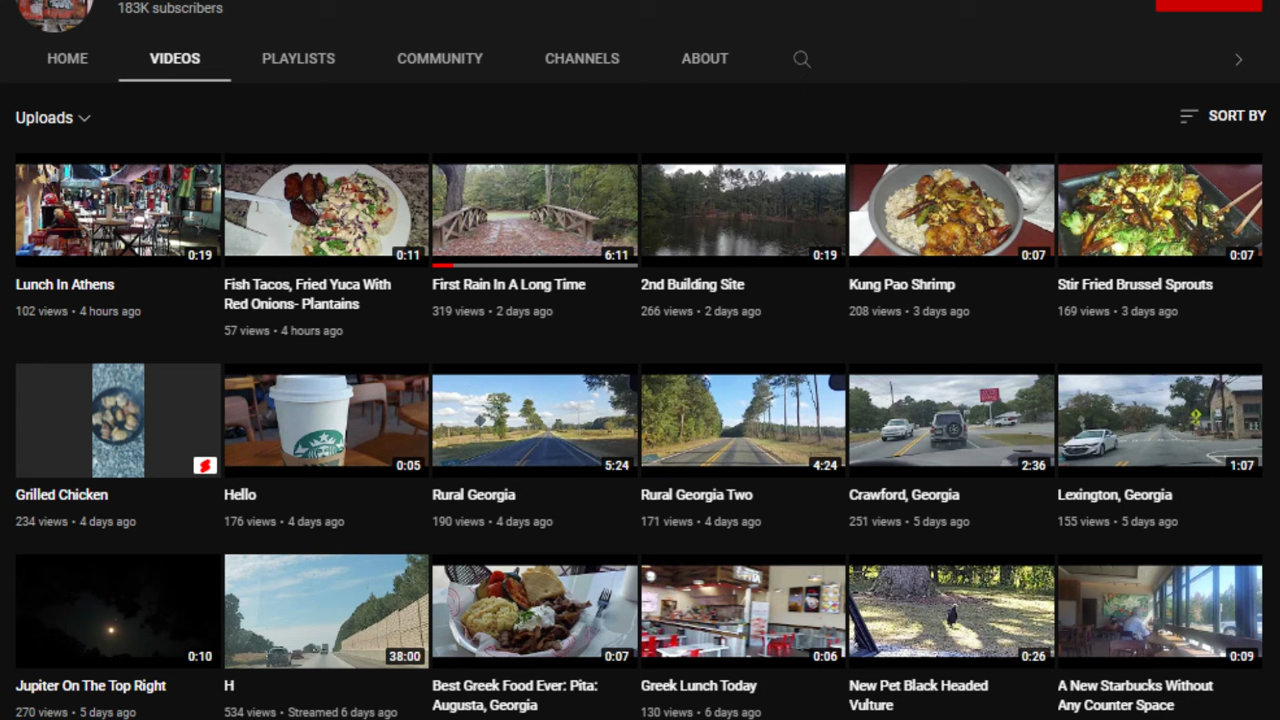 183K subscribers
HOME VIDEOS PLAYLISTS COMMUNITY CHANNELS ABOUT
Uploads SORT BY
0:19 0:11 6:11 0:19 0:07 0:07
Lunch In Athens
102 views • 4 hours ago
Fish Tacos, Fried Yuca With
Red Onions- Plantains
57 views • 4 hours ago
First Rain In A Long Time
319 views • 2 days ago
2nd Building Site
266 views • 2 days ago
Kung Pao Shrimp
208 views • 3 days ago
Stir Fried Brussel Sprouts
169 views • 3 days ago
0:05 5:24 4:24 2:36 1:07
Grilled Chicken
234 views • 4 days ago
Hello
176 views • 4 days ago
Rural Georgia
190 views • 4 days ago
Rural Georgia Two
171 views • 4 days ago
Crawford, Georgia
251 views • 5 days ago
Lexington, Georgia
155 views • 5 days ago
0:10 38:00 0:07 0:06 0:26 0:09
Jupiter On The Top Right
270 views • 5 days ago
H
534 views • Streamed 6 days ago
Best Greek Food Ever: Pita:
Augusta, Georgia
Greek Lunch Today
130 views • 6 days ago
New Pet Black Headed
Vulture
A New Starbucks Without
Any Counter Space